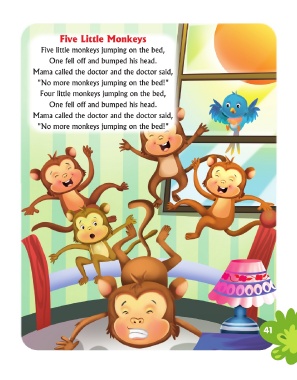 Five Little Monkeys
Five little monkeys jumping on the bed,
One fell off and bumped his head.
Mama called the doctor and the doctor said,
"No more monkeys jumping on the bed!"
Four little monkeys jumping on the bed,
One fell off and bumped his head.
Mama called the doctor and the doctor said,
"No more monkeys jumping on the bed!"
41